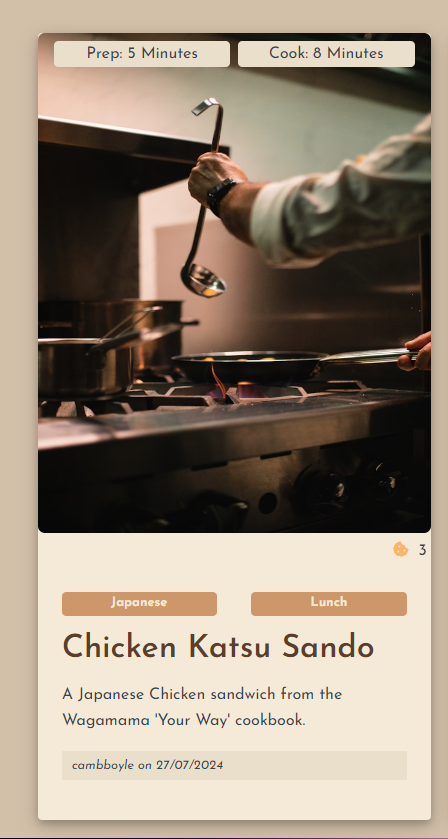 Prep: 5 Minutes
Cook: 8 Minutes
3
Japanese
Lunch
Chicken Katsu Sando
A Japanese Chicken sandwich from the
Wagamama 'Your Way' cookbook.
cambboyle on 27/07/2024